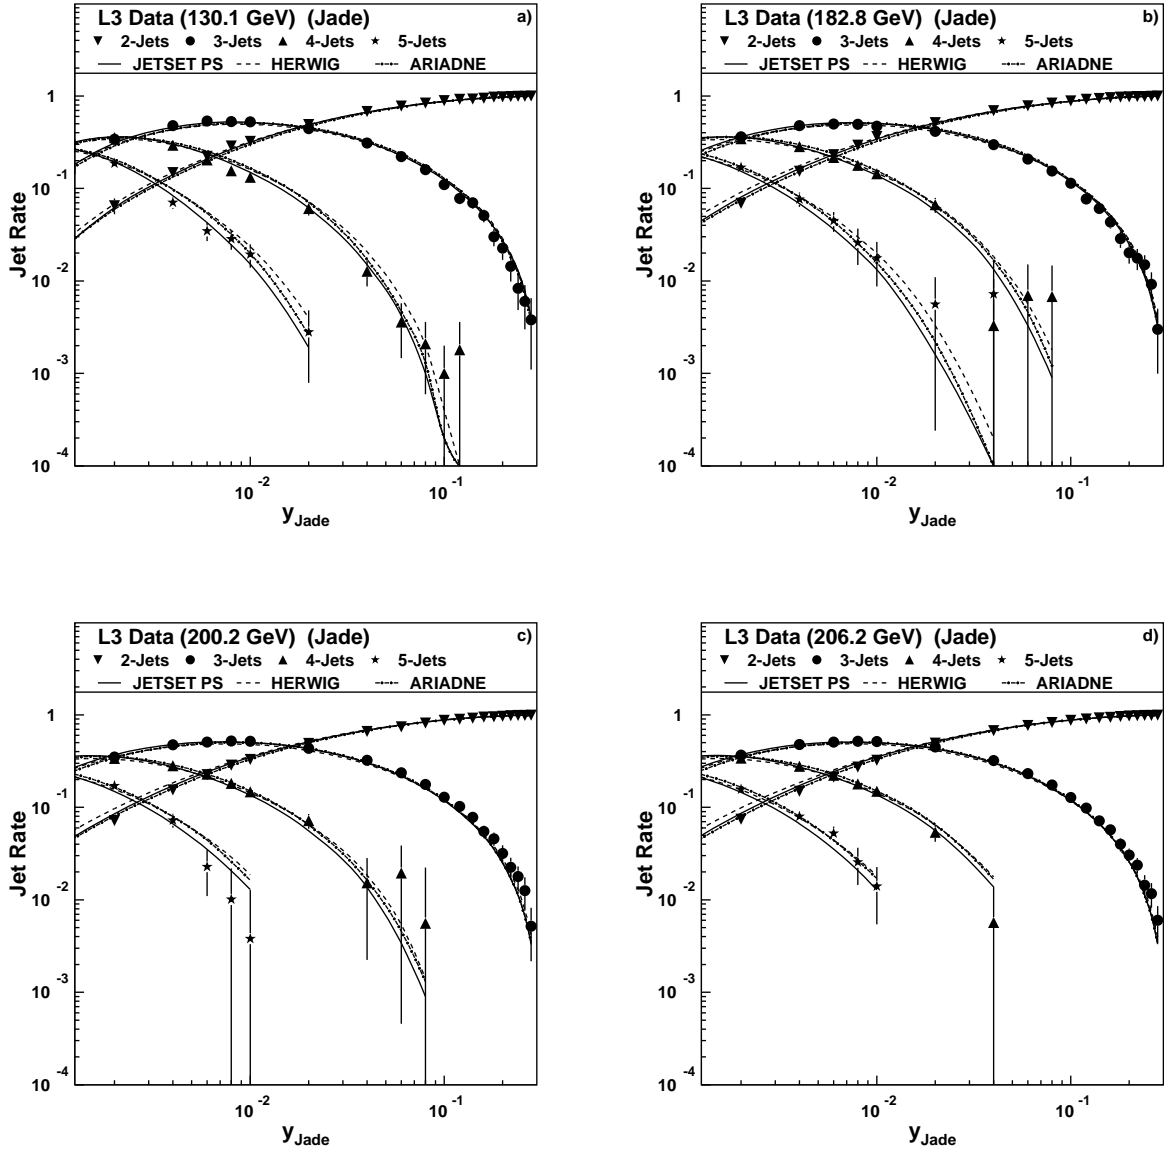 L3 Data (130.1 GeV) (Jade) a)
2-Jets 3-Jets 4-Jets 5-Jets
JETSET PS HERWIG ARIADNE
1
10 -1
10 -2
10 -3
10 -4
Jet Rate
10 -2 10 -1
yJade
L3 Data (182.8 GeV) (Jade) b)
2-Jets 3-Jets 4-Jets 5-Jets
JETSET PS HERWIG ARIADNE
1
10 -1
10 -2
10 -3
10 -4
Jet Rate
10 -2 10 -1
yJade
L3 Data (200.2 GeV) (Jade) c)
2-Jets 3-Jets 4-Jets 5-Jets
JETSET PS HERWIG ARIADNE
1
10 -1
10 -2
10 -3
10 -4
Jet Rate
10 -2 10 -1
yJade
L3 Data (206.2 GeV) (Jade) d)
2-Jets 3-Jets 4-Jets 5-Jets
JETSET PS HERWIG ARIADNE
1
10 -1
10 -2
10 -3
10 -4
Jet Rate
10 -2 10 -1
yJade